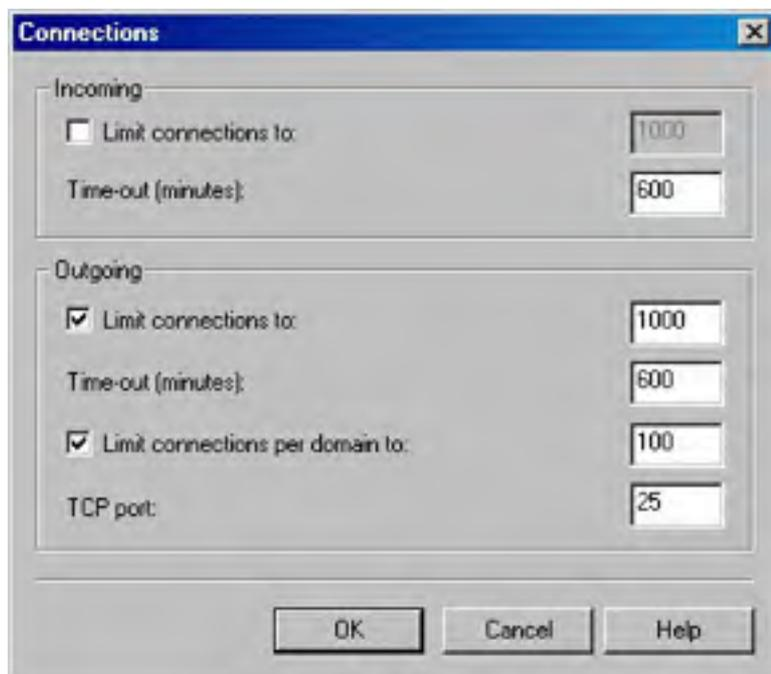 Connections
Incoming
Limit connections to: 1000
Time-out (minutes): 600
Outgoing
Limit connections to: 1000
Time-out (minutes): 600
Limit connections per domain to: 100
TCP port: 25
OK Cancel Help